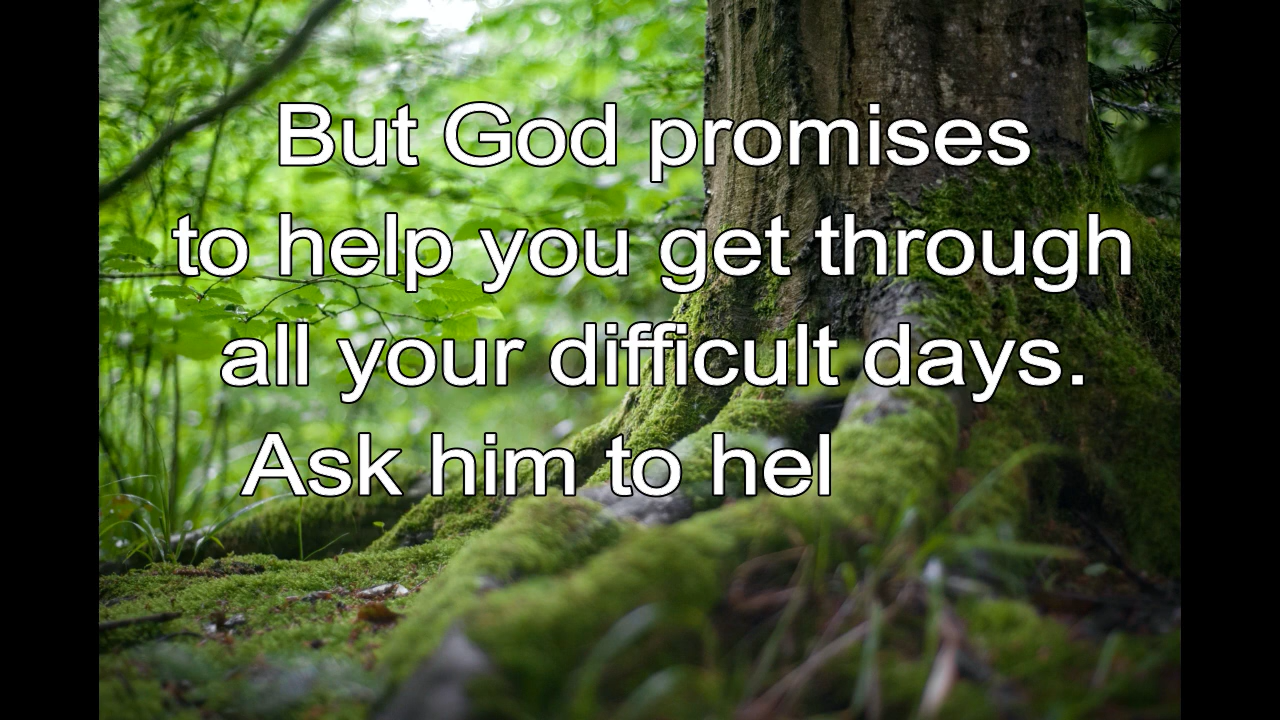 But God promises
to help you get through
all your difficult days.
Ask him to hel